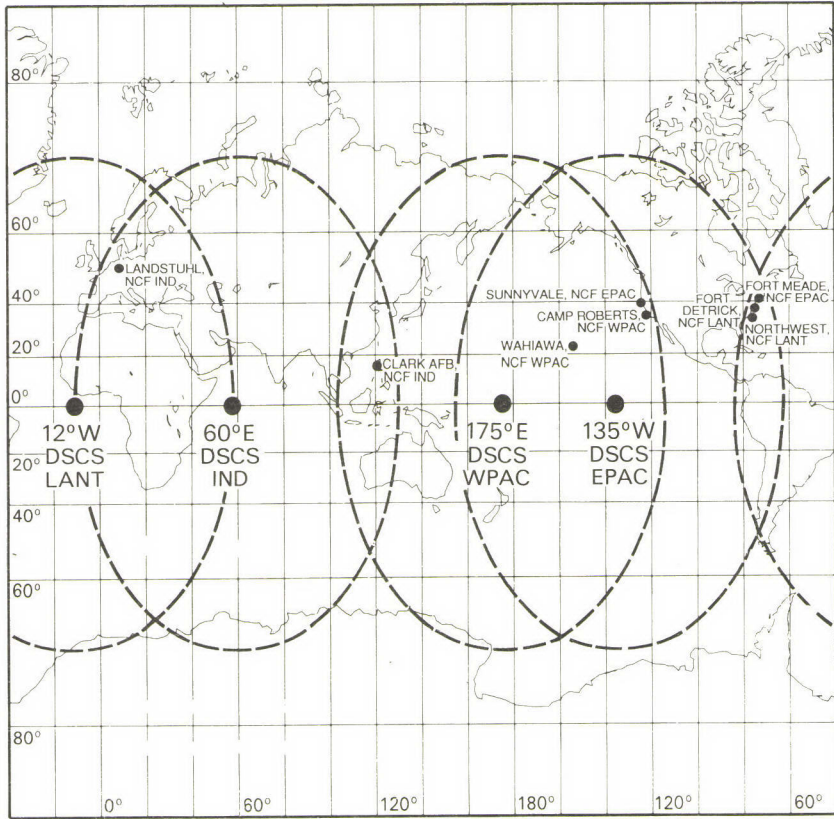 80°
60°
LANDSTUHL,
NCF IND
40°
SUNNYVALE, NCF EPAC
CAMP ROBERTS,
NCF WPAC
FORT MEADE,
NCF EPAC
FORT
DETRICK,
NCF LANT
NORTHWEST,
NCF LANT
20°
CLARK AFB,
NCF IND
WAHIAWA,
NCF WPAC
0°
12°W
DSCS
LANT
60°E
DSCS
IND
175°E
DSCS
WPAC
135°W
DSCS
EPAC
20°
40°
60°
80°
0°
60°
120°
180°
120°
60°